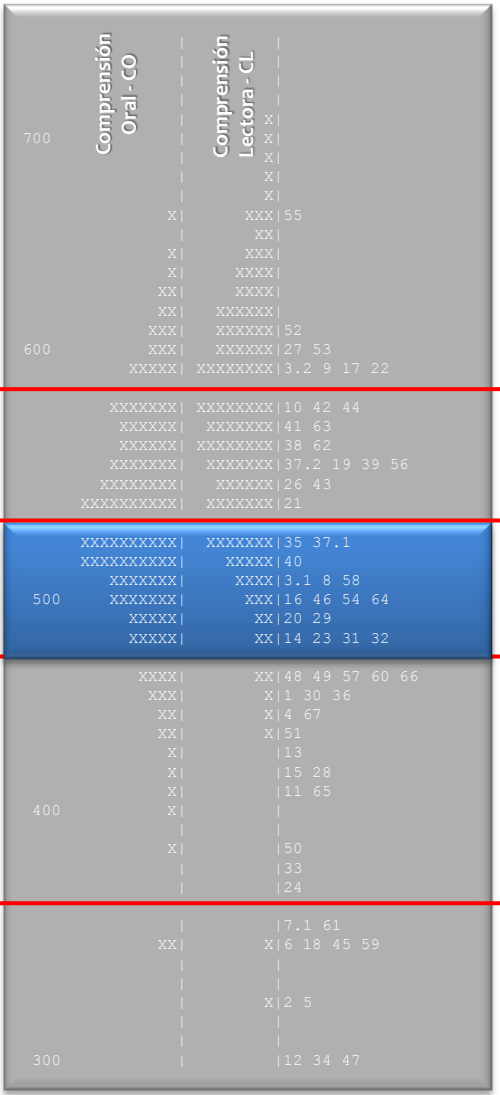 Comprensión
Oral - CO
Comprensión
Lectora - CL
| |
| |
| |
| |
| X|
700 | X|
| X|
| X|
| X|
X| XXX|55
| XX|
X| XXX|
X| XXXX|
XX| XXXX|
XX| XXXXXX|
XXX| XXXXXX|52
600 XXX| XXXXXX|27 53
XXXXX| XXXXXXXX|3.2 9 17 22
XXXXXXX| XXXXXXXX|10 42 44
XXXXXX| XXXXXX|41 63
XXXXXX| XXXXXXXX|38 62
XXXXXXX| XXXXXXX|37.2 19 39 56
XXXXXXXX| XXXXXX|26 43
XXXXXXXXXX| XXXXXXX|21
XXXXXXXXXX| XXXXXXX|35 37.1
XXXXXXXXXX| XXXXX|40
XXXXXXX| XXXX|3.1 8 58
500 XXXXXXX| XXX|16 46 54 64
XXXXX| XX|20 29
XXXXX| XX|14 23 31 32
XXXX| XX|48 49 57 60 66
XXX| X|1 30 36
XX| X|4 67
XX| X|51
X| |13
X| |15 28
X| |11 65
400 X| |
| |
X| |50
| |33
| |24
| |7.1 61
XX| X|6 18 45 59
| |
| |
| X|2 5
| |
| |
300 | |12 34 47